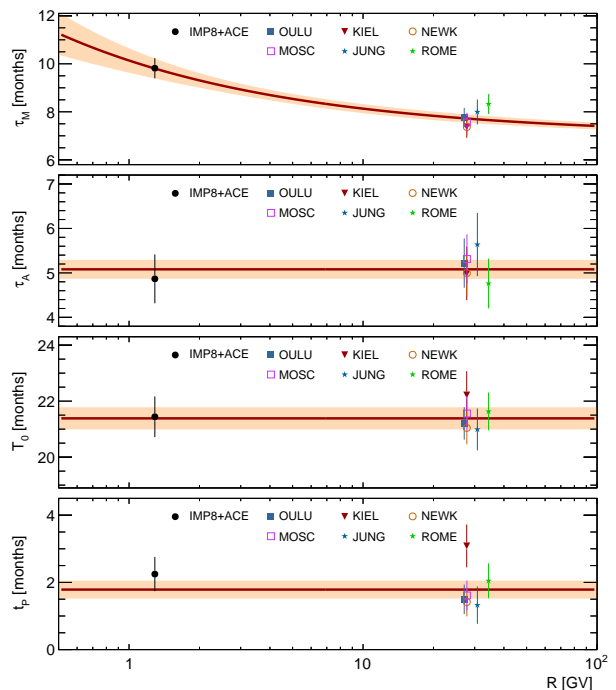 τM [months]
12
10
8
6
IMP8+ACE OULU KIEL NEWK
MOSC JUNG ROME
τA [months]
7
6
5
4
IMP8+ACE OULU KIEL NEWK
MOSC JUNG ROME
T0 [months]
24
22
20
IMP8+ACE OULU KIEL NEWK
MOSC JUNG ROME
tP [months]
4
2
0
IMP8+ACE OULU KIEL NEWK
MOSC JUNG ROME
1 10 10²
R [GV]